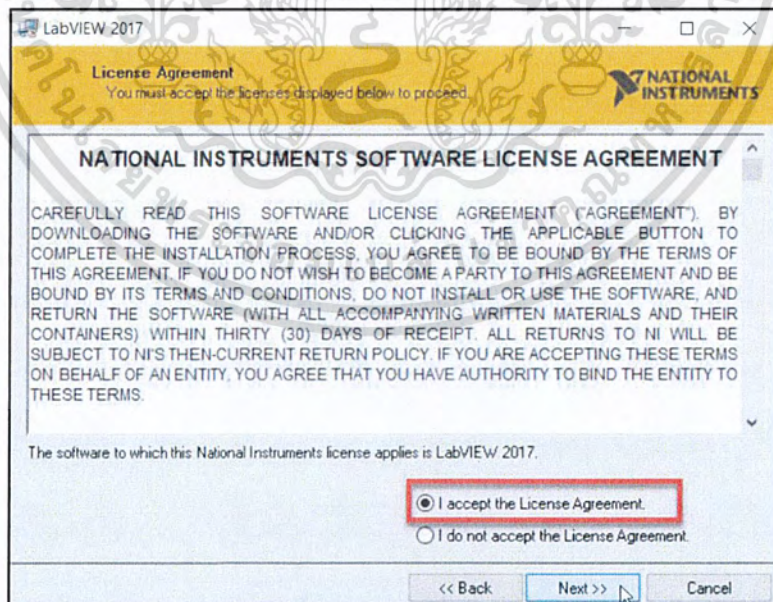 LabVIEW 2017
License Agreement
You must accept the licenses displayed below to proceed.
NATIONAL
INSTRUMENTS
NATIONAL INSTRUMENTS SOFTWARE LICENSE AGREEMENT
CAREFULLY READ THIS SOFTWARE LICENSE AGREEMENT ("AGREEMENT"). BY
DOWNLOADING THE SOFTWARE AND/OR CLICKING THE APPLICABLE BUTTON TO
COMPLETE THE INSTALLATION PROCESS, YOU AGREE TO BE BOUND BY THE TERMS OF
THIS AGREEMENT. IF YOU DO NOT WISH TO BECOME A PARTY TO THIS AGREEMENT AND BE
BOUND BY ITS TERMS AND CONDITIONS, DO NOT INSTALL OR USE THE SOFTWARE, AND
RETURN THE SOFTWARE (WITH ALL ACCOMPANYING WRITTEN MATERIALS AND THEIR
CONTAINERS) WITHIN THIRTY (30) DAYS OF RECEIPT. ALL RETURNS TO NI WILL BE
SUBJECT TO NI'S THEN-CURRENT RETURN POLICY. IF YOU ARE ACCEPTING THESE TERMS
ON BEHALF OF AN ENTITY, YOU AGREE THAT YOU HAVE AUTHORITY TO BIND THE ENTITY TO
THESE TERMS.
The software to which this National Instruments license applies is LabVIEW 2017.
I accept the License Agreement.
I do not accept the License Agreement.
<< Back
Next >>
Cancel